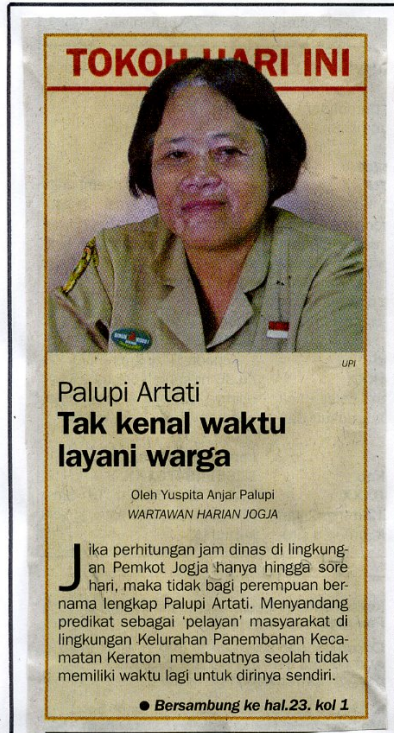 TOKOH HARI INI
UPI
Palupi Artati
Tak kenal waktu
layani warga
Oleh Yuspita Anjar Palupi
WARTAWAN HARIAN JOGJA
Jika perhitungan jam dinas di lingkung-
an Pemkot Jogja hanya hingga sore
hari, maka tidak bagi perempuan ber-
nama lengkap Palupi Artati. Menyandang
predikat sebagai 'pelayan' masyarakat di
lingkungan Kelurahan Panembahan Keca-
matan Keraton membuatnya seolah tidak
memiliki waktu lagi untuk dirinya sendiri.
● Bersambung ke hal.23. kol 1